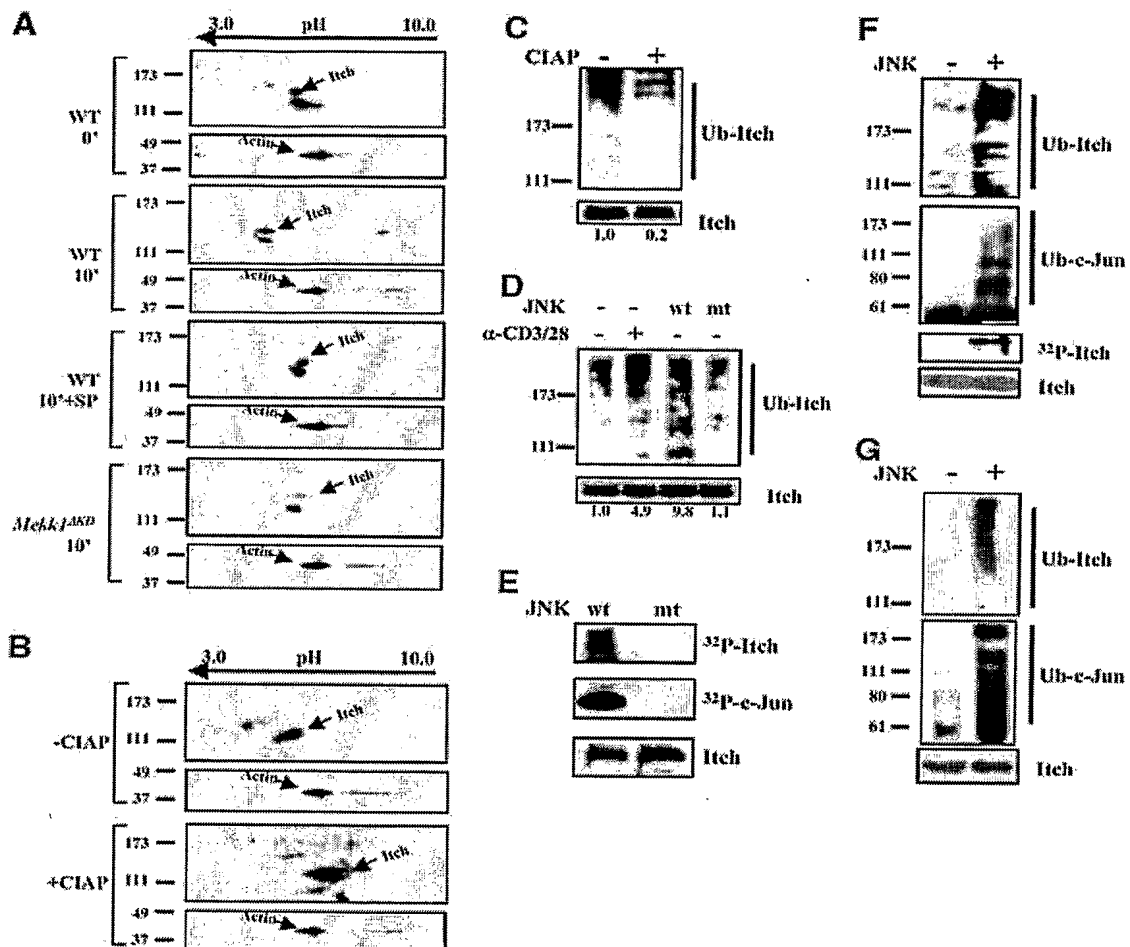 A
3.0 pH 10.0
WT 0'
173
111
Itch
49
37
Actin
WT 10'
173
111
Itch
49
37
Actin
WT 10'+SP
173
111
Itch
49
37
Actin
Mekk1ΔKD 10'
173
111
Itch
49
37
Actin
B
3.0 pH 10.0
-CIAP
173
111
Itch
49
37
Actin
+CIAP
173
111
Itch
49
37
Actin
C
CIAP - +
173
111
Ub-Itch
Itch
1.0 0.2
D
JNK - - wt mt
α-CD3/28 - + - -
173
111
Ub-Itch
Itch
1.0 4.9 9.8 1.1
E
JNK wt mt
32P-Itch
32P-c-Jun
Itch
F
JNK - +
173
111
Ub-Itch
173
111
80
61
Ub-c-Jun
32P-Itch
Itch
G
JNK - +
173
111
Ub-Itch
173
111
80
61
Ub-c-Jun
Itch